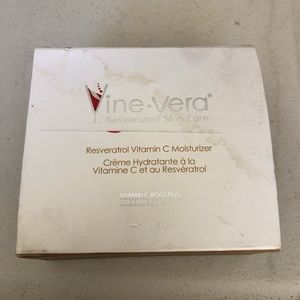 Vine·vera®
Resveratrol Skin Care
Resveratrol Vitamin C Moisturizer
Crème Hydratante à la
Vitamine C et au Resvératrol
VITAMIN C BOOSTING